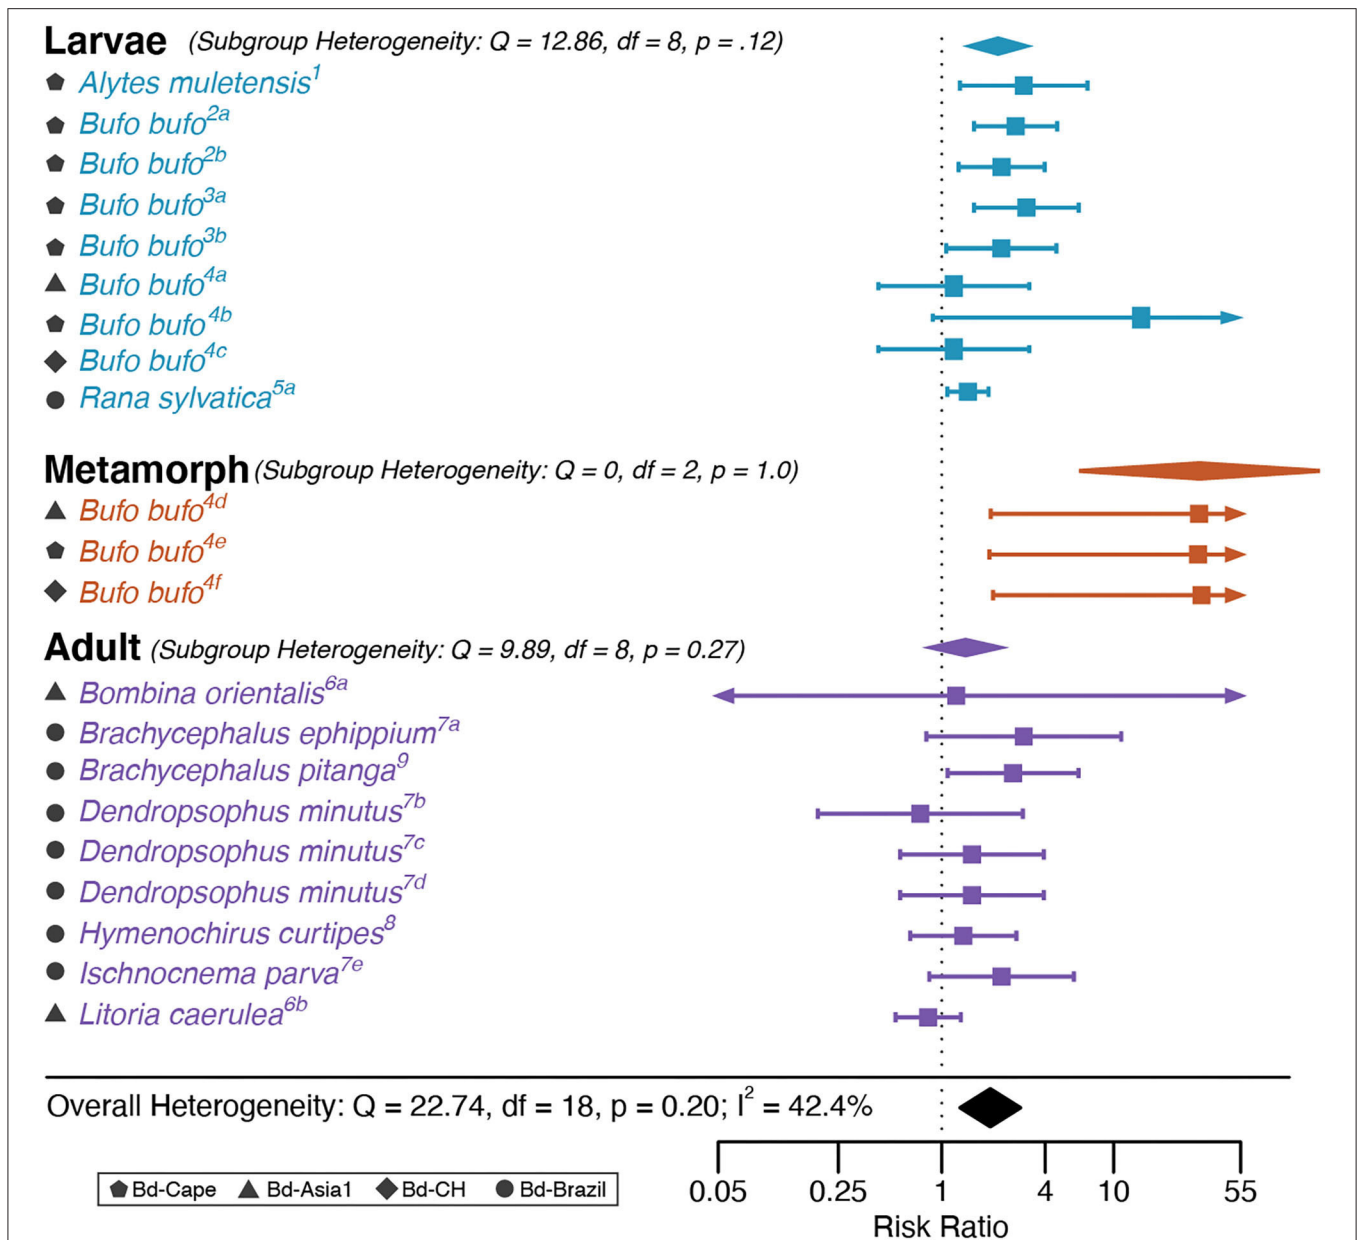 Larvae (Subgroup Heterogeneity: Q = 12.86, df = 8, p = .12)
Alytes muletensis1
Bufo bufo2a
Bufo bufo2b
Bufo bufo3a
Bufo bufo3b
Bufo bufo4a
Bufo bufo4b
Bufo bufo4c
Rana sylvatica5a
Metamorph (Subgroup Heterogeneity: Q = 0, df = 2, p = 1.0)
Bufo bufo4d
Bufo bufo4e
Bufo bufo4f
Adult (Subgroup Heterogeneity: Q = 9.89, df = 8, p = 0.27)
Bombina orientalis6a
Brachycephalus ephippium7a
Brachycephalus pitanga9
Dendropsophus minutus7b
Dendropsophus minutus7c
Dendropsophus minutus7d
Hymenochirus curtipes8
Ischnocnema parva7e
Litoria caerulea6b
Overall Heterogeneity: Q = 22.74, df = 18, p = 0.20; I2 = 42.4%
Bd-Cape Bd-Asia1 Bd-CH Bd-Brazil
0.05 0.25 1 4 10 55
Risk Ratio